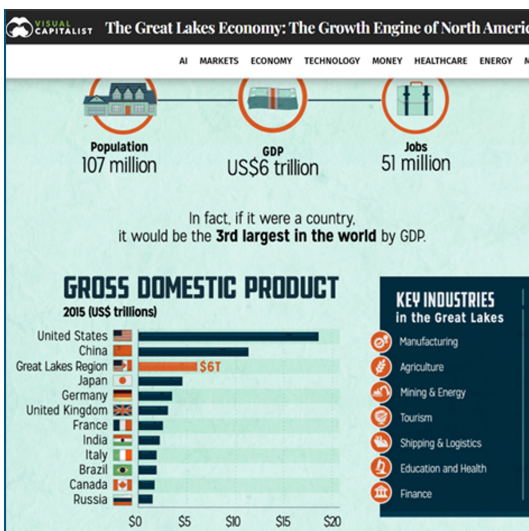 VISUAL CAPITALIST The Great Lakes Economy: The Growth Engine of North
AI MARKETS ECONOMY TECHNOLOGY MONEY HEALTHCARE ENERGY
Population
107 million
GDP
US$6 trillion
Jobs
51 million
In fact, if it were a country,
it would be the 3rd largest in the world by GDP.
GROSS DOMESTIC PRODUCT
2015 (US$ trillions)
United States
China
Great Lakes Region $6T
Japan
Germany
United Kingdom
France
India
Italy
Brazil
Canada
Russia
$0 $5 $10 $15 $20
KEY INDUSTRIES
in the Great Lakes
Manufacturing
Agriculture
Mining & Energy
Tourism
Shipping & Logistics
Education and Health
Finance